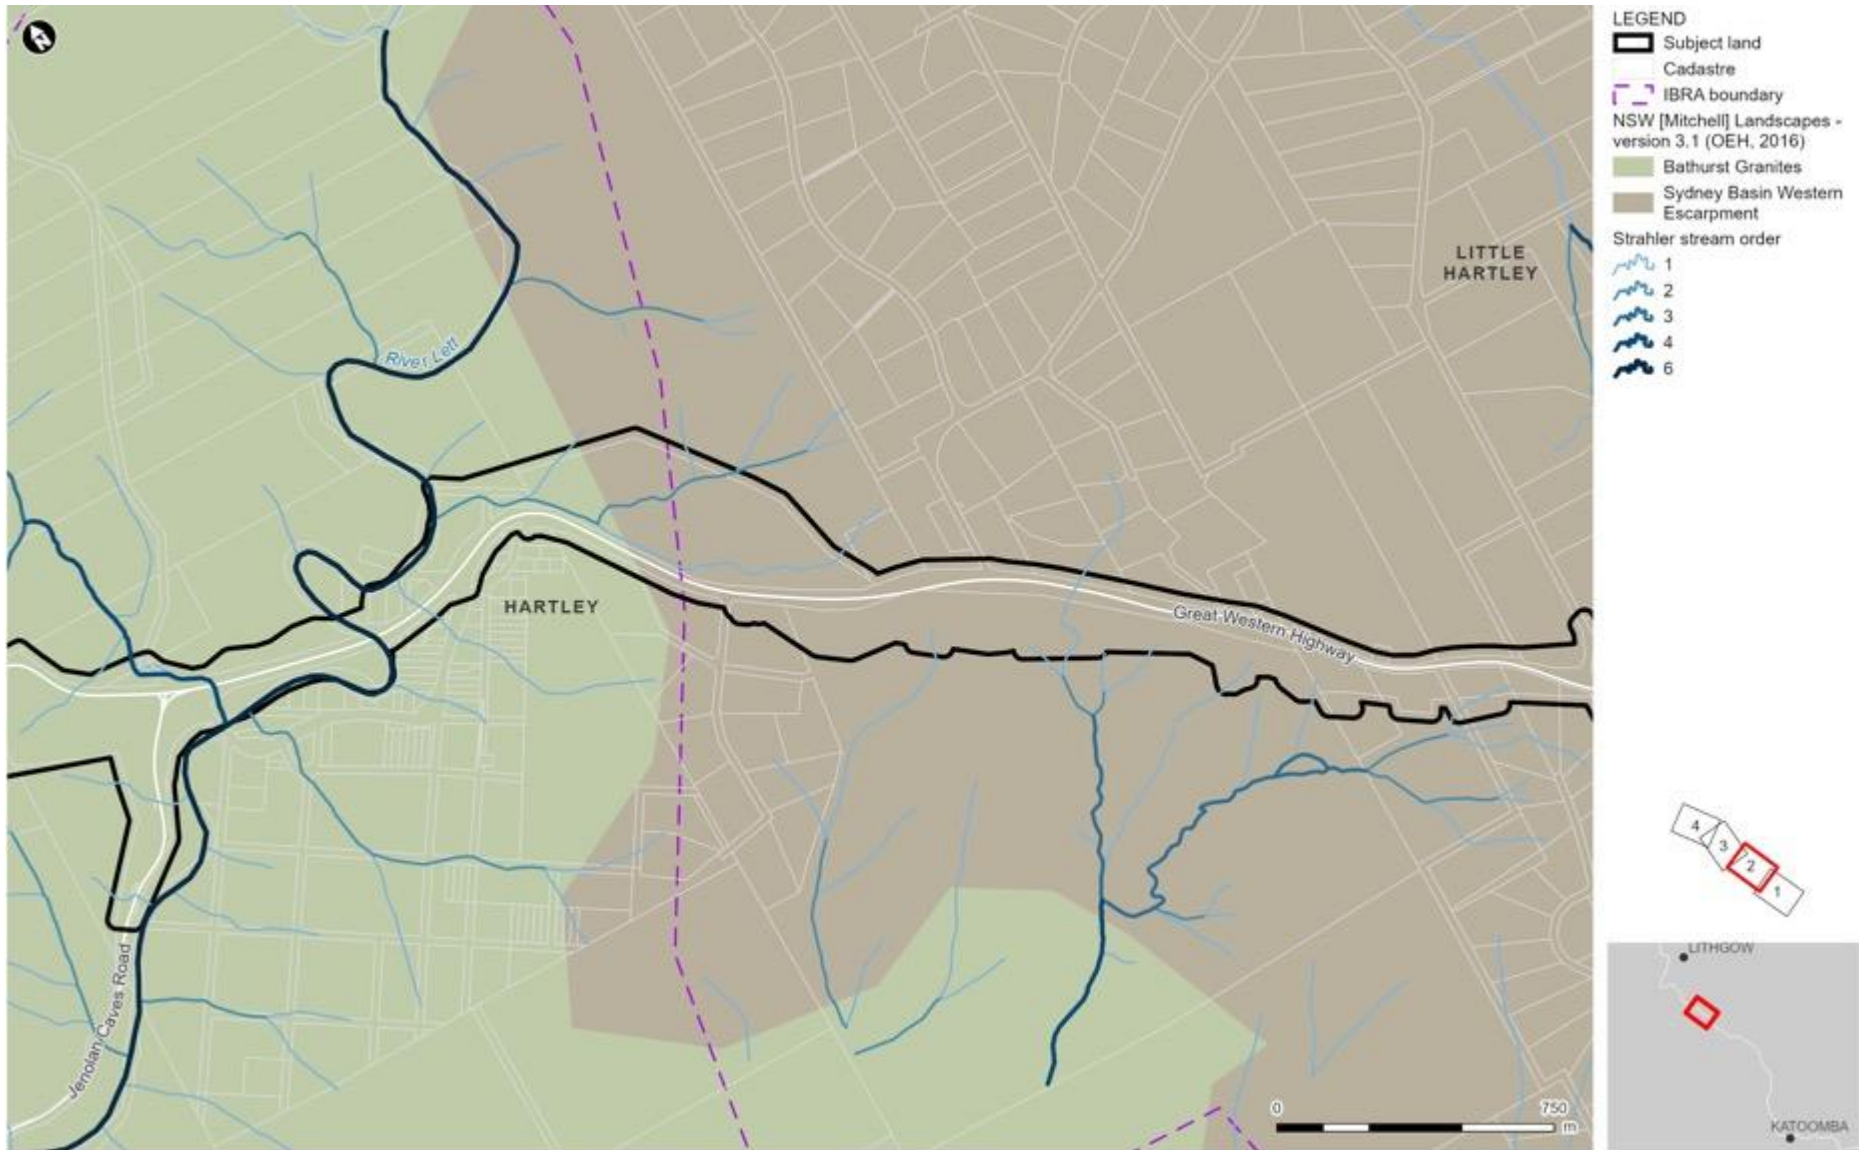 N
River Lett
HARTLEY
LITTLE
HARTLEY
Great Western Highway
Jenolan Caves Road
0
750
m
LEGEND
Subject land
Cadastre
IBRA boundary
NSW [Mitchell] Landscapes -
version 3.1 (OEH, 2016)
Bathurst Granites
Sydney Basin Western
Escarpment
Strahler stream order
1
2
3
4
6
4
3
2
1
LITHGOW
KATOOMBA